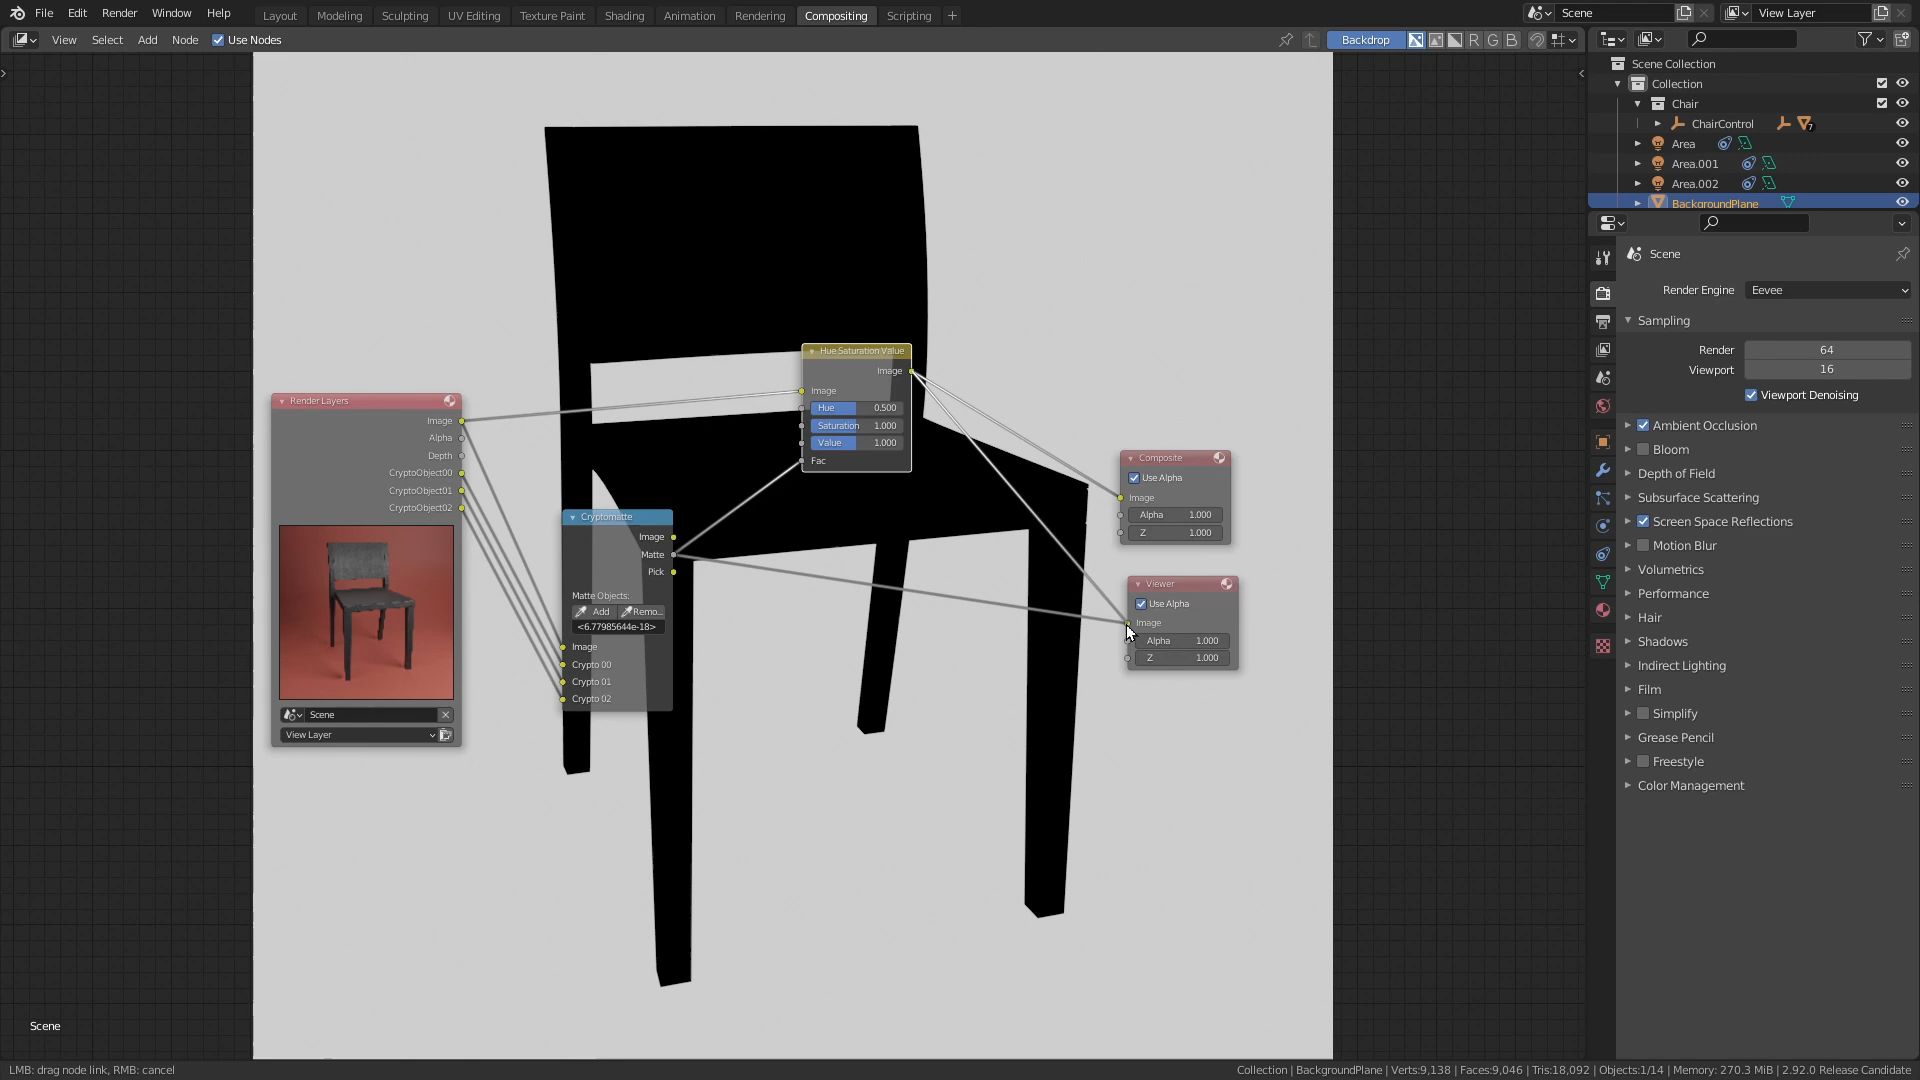 File Edit Render Window Help
Layout Modeling Sculpting UV Editing Texture Paint Shading Animation Rendering Compositing Scripting +
Scene
View Layer
View Select Add Node Use Nodes
Backdrop R G B
Scene Collection
Collection
Chair
ChairControl 7
Area
Area.001
Area.002
BackgroundPlane
Scene
Render Engine Eevee
Sampling
Render 64
Viewport 16
Viewport Denoising
Ambient Occlusion
Bloom
Depth of Field
Subsurface Scattering
Screen Space Reflections
Motion Blur
Volumetrics
Performance
Hair
Shadows
Indirect Lighting
Film
Simplify
Grease Pencil
Freestyle
Color Management
Render Layers
Image
Alpha
Depth
CryptoObject00
CryptoObject01
CryptoObject02
Scene
View Layer
Cryptomatte
Image
Matte
Pick
Matte Objects:
Add Remo...
<6.77985644e-18>
Image
Crypto 00
Crypto 01
Crypto 02
Hue Saturation Value
Image
Image
Hue 0.500
Saturation 1.000
Value 1.000
Fac
Composite
Use Alpha
Image
Alpha 1.000
Z 1.000
Viewer
Use Alpha
Image
Alpha 1.000
Z 1.000
Scene
LMB: drag node link, RMB: cancel
Collection | BackgroundPlane | Verts:9,138 | Faces:9,046 | Tris:18,092 | Objects:1/14 | Memory: 270.3 MiB | 2.92.0 Release Candidate